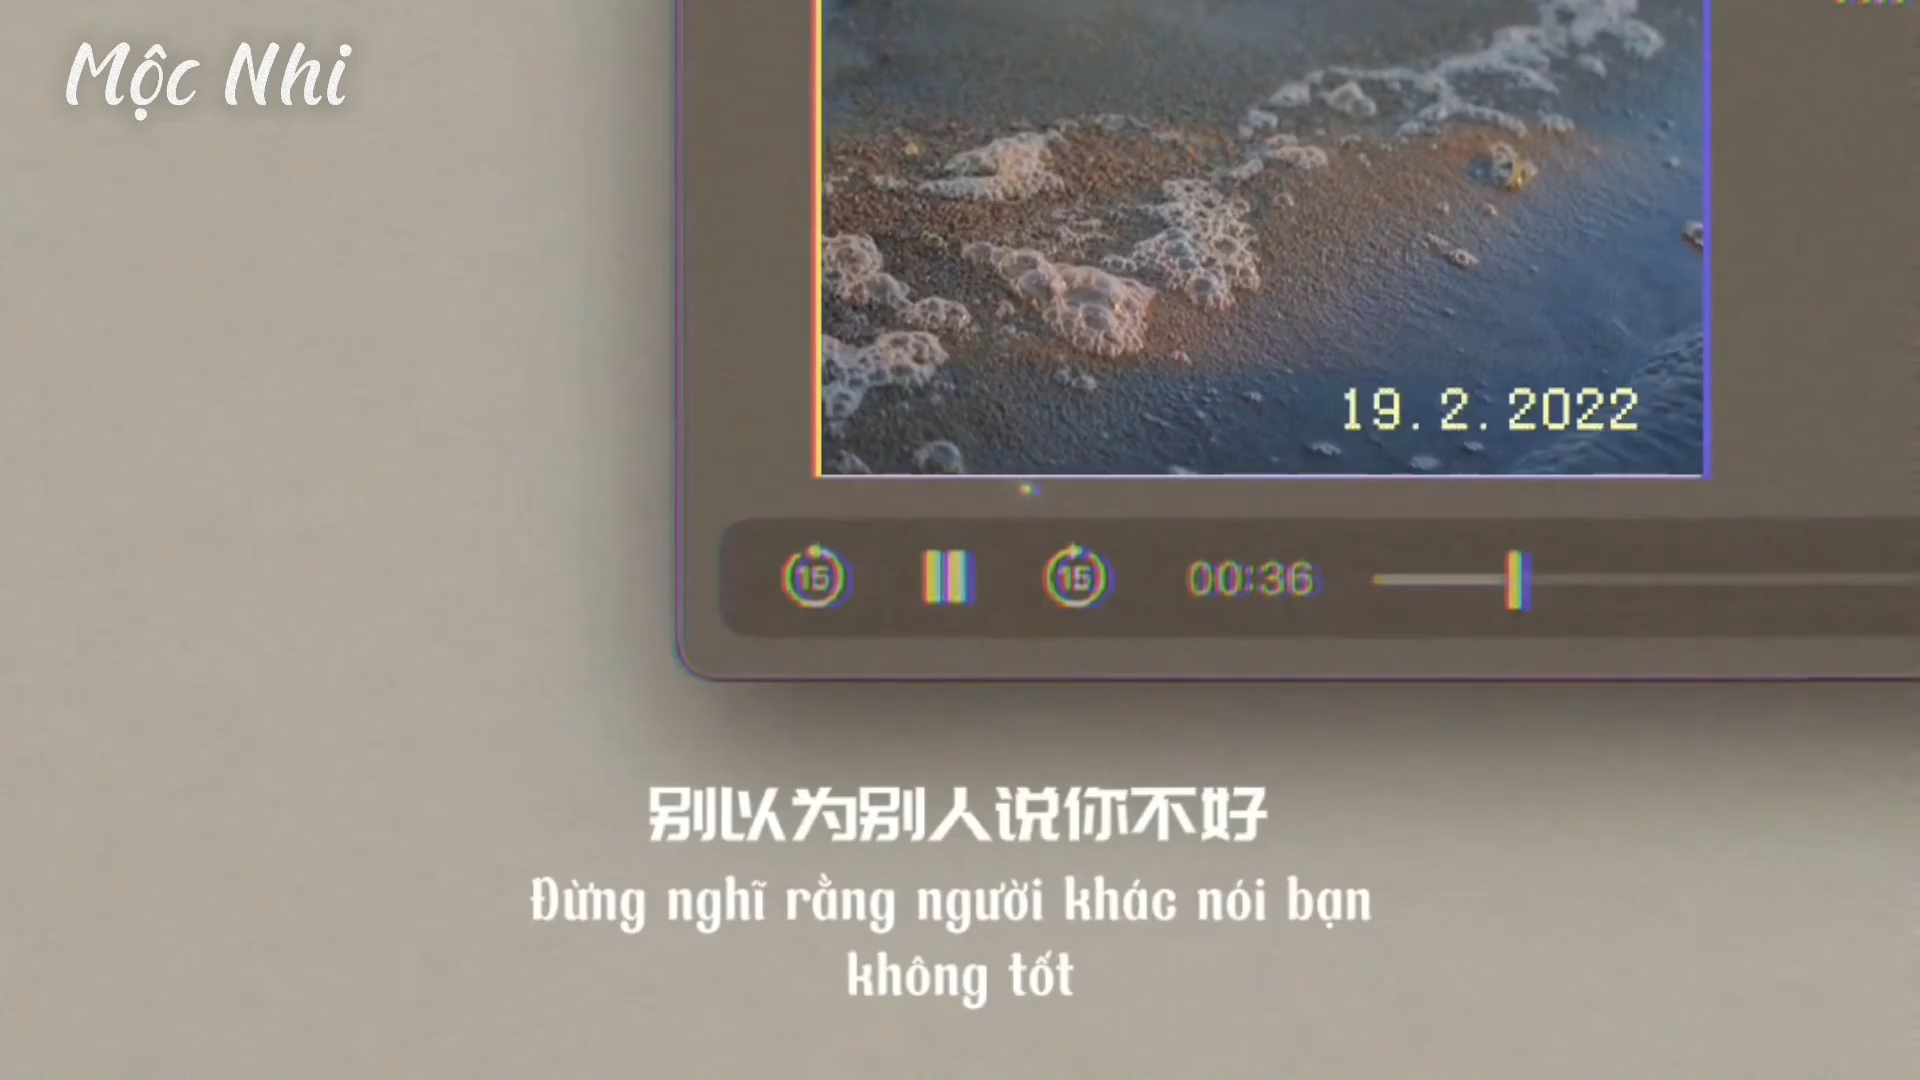 Mộc Nhi
19.2.2022
15
15
00:36
别以为别人说你不好
Đừng nghĩ rằng người khác nói bạn
không tốt